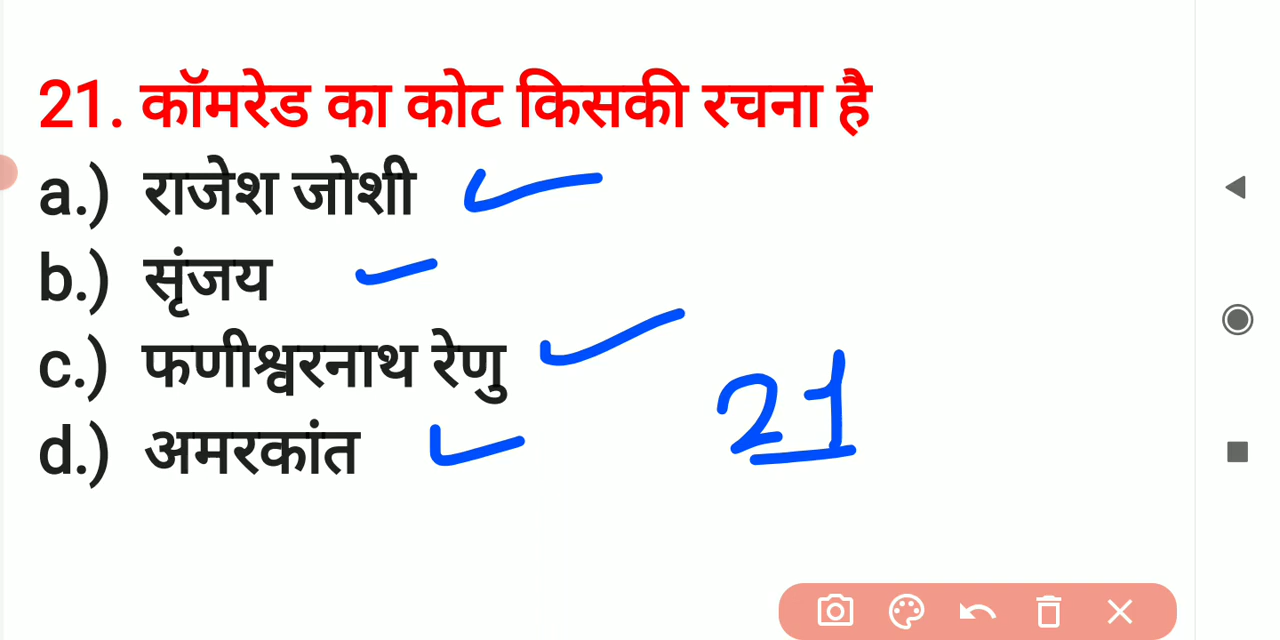 21. कॉमरेड का कोट किसकी रचना है
a.) राजेश जोशी
b.) सृंजय
c.) फणीश्वरनाथ रेणु
d.) अमरकांत
21